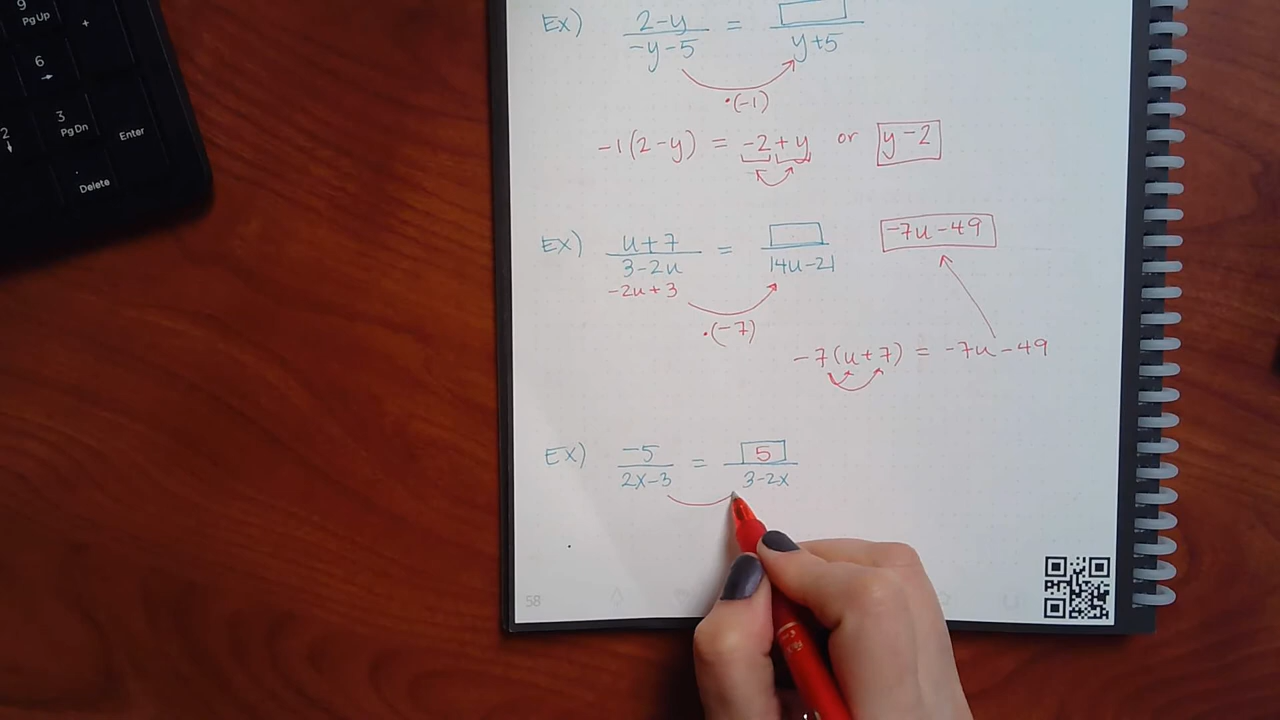 9
PgUp
+
6
3
PgDn
2
Enter
Delete
Ex) 2-y/-y-5 = □/y+5
·(-1)
-1(2-y) = -2+y or y-2
Ex) u+7/3-2u = □/14u-21 -7u-49
-2u+3
·(-7)
-7(u+7) = -7u-49
Ex) -5/2x-3 = 5/3-2x
58